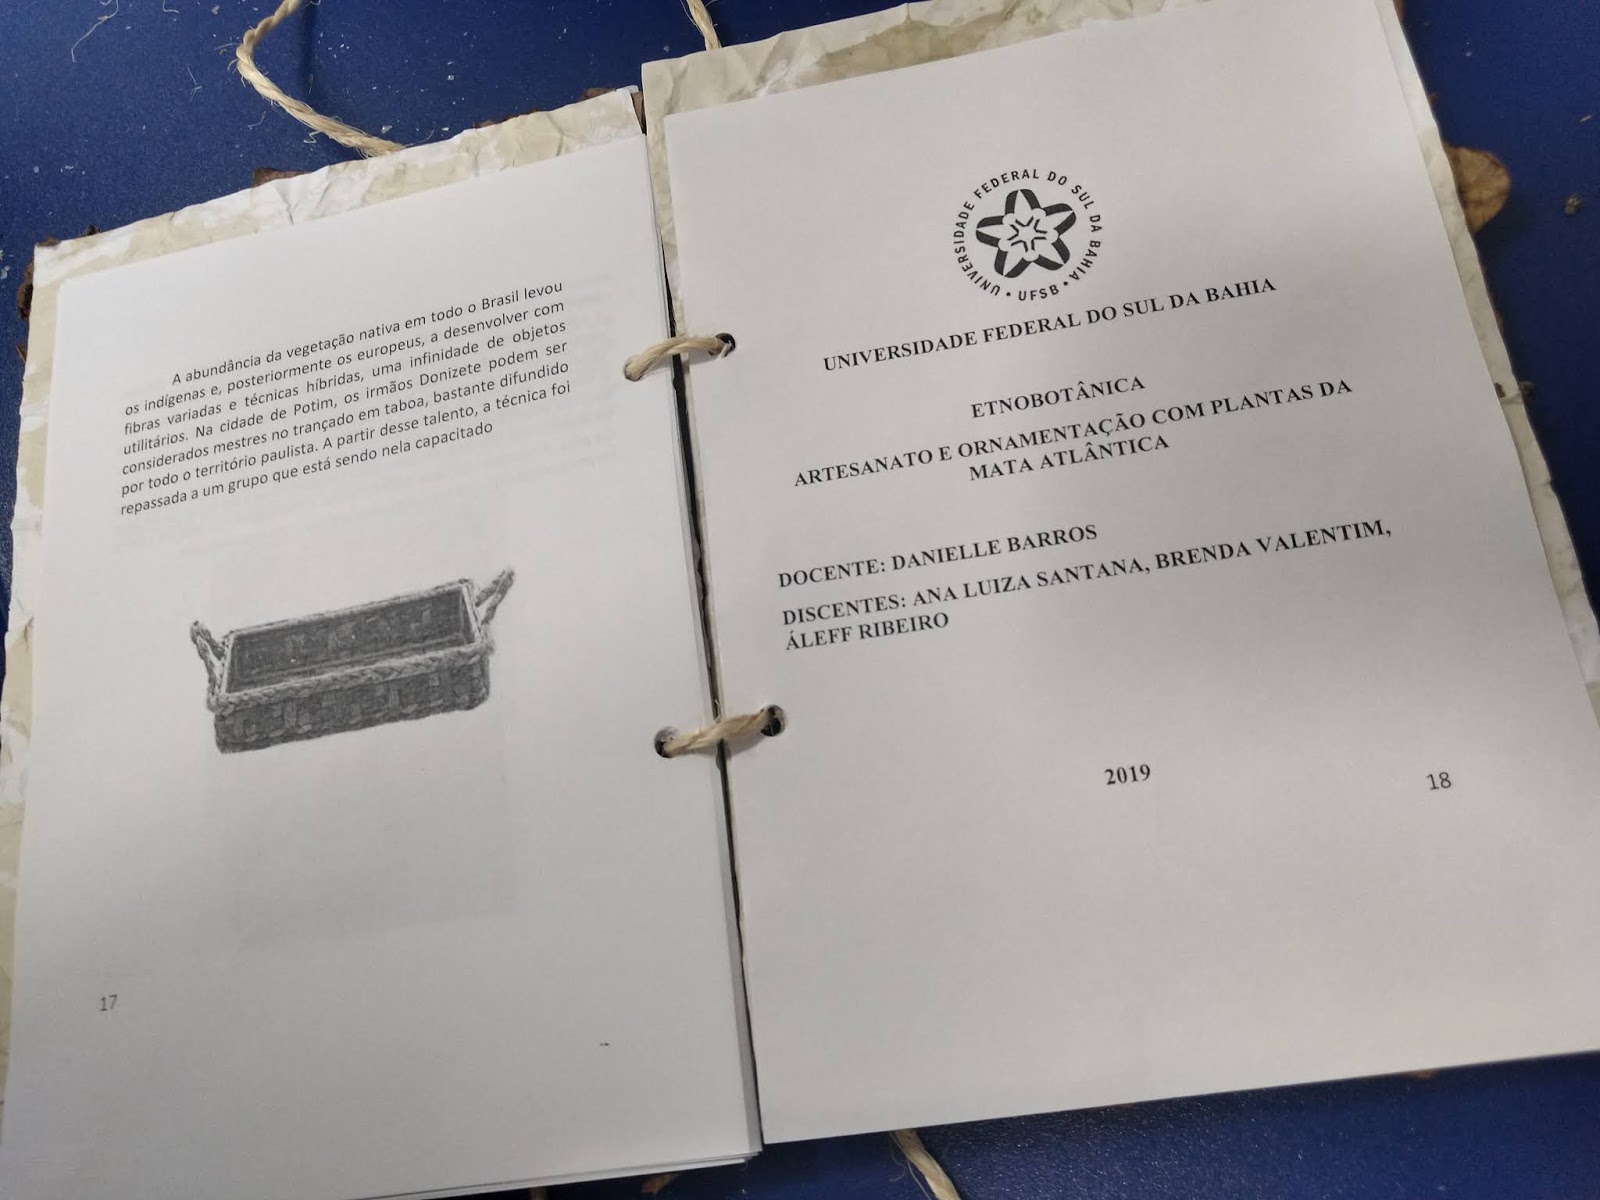 A abundância da vegetação nativa em todo o Brasil levou
os indígenas e, posteriormente os europeus, a desenvolver com
fibras variadas e técnicas híbridas, uma infinidade de objetos
utilitários. Na cidade de Potim, os irmãos Donizete podem ser
considerados mestres no trançado em taboa, bastante difundido
por todo o território paulista. A partir desse talento, a técnica foi
repassada a um grupo que está sendo nela capacitado
17
UNIVERSIDADE FEDERAL DO SUL DA BAHIA
• UFSB •
UNIVERSIDADE FEDERAL DO SUL DA BAHIA
ETNOBOTÂNICA
ARTESANATO E ORNAMENTAÇÃO COM PLANTAS DA
MATA ATLÂNTICA
DOCENTE: DANIELLE BARROS
DISCENTES: ANA LUIZA SANTANA, BRENDA VALENTIM,
ÁLEFF RIBEIRO
2019
18